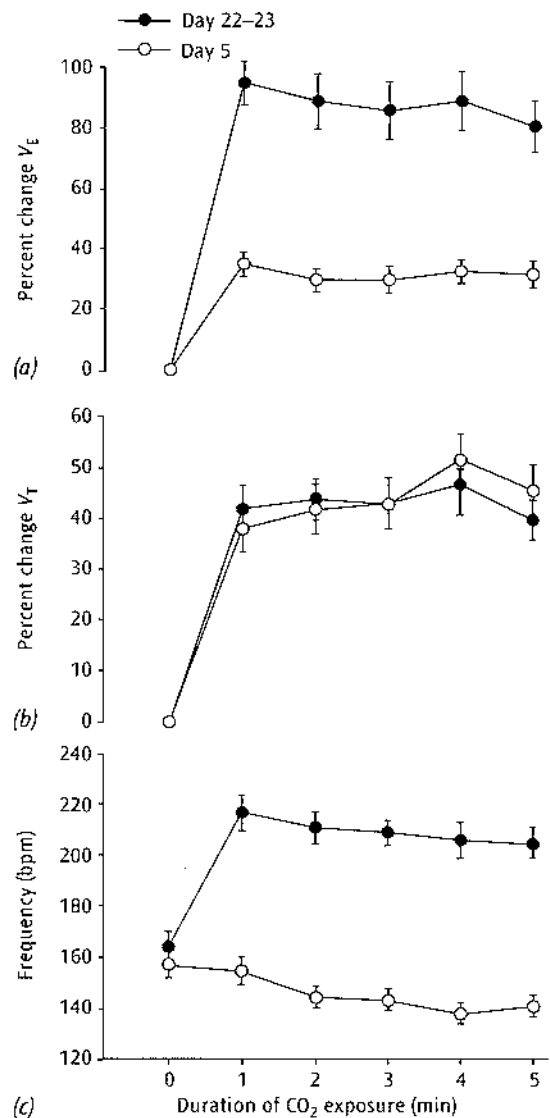 Day 22–23
Day 5
100
80
60
40
20
0
Percent change VE
(a)
60
50
40
30
20
10
0
Percent change VT
(b)
240
220
200
180
160
140
120
Frequency (bpm)
0 1 2 3 4 5
(c) Duration of CO2 exposure (min)